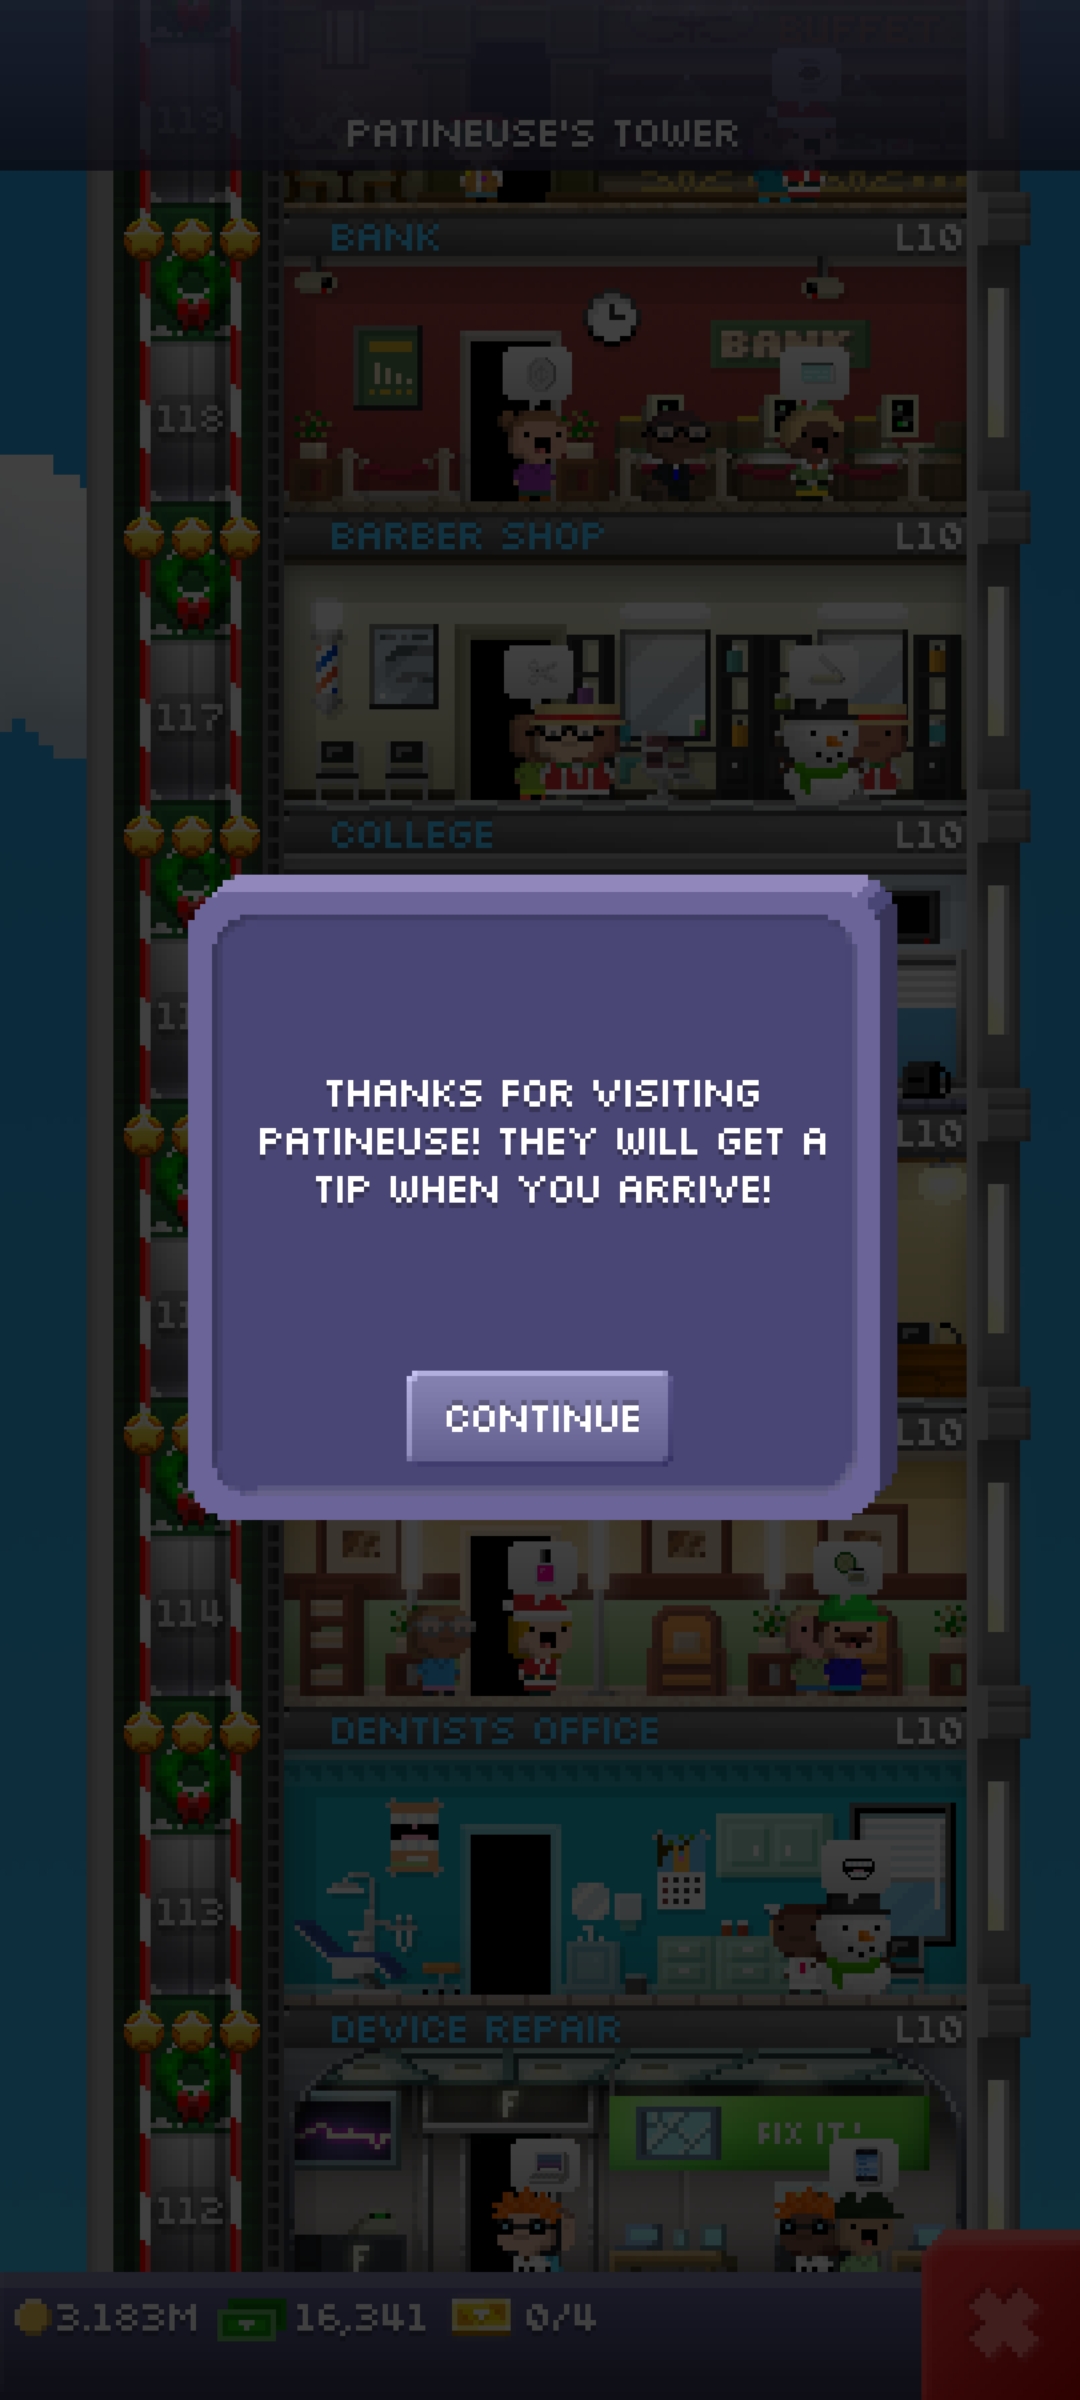 BUFFET
119
PATINEUSE'S TOWER
BANK L10
BANK
118
BARBER SHOP L10
117
COLLEGE L10
THANKS FOR VISITING
PATINEUSE! THEY WILL GET A
TIP WHEN YOU ARRIVE!
L10
L10
CONTINUE
114
DENTISTS OFFICE L10
113
DEVICE REPAIR L10
F
FIX IT!
112
F
3.183M 16,341 0/4